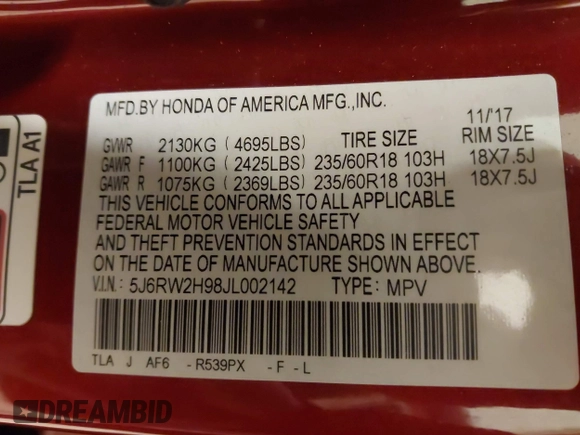 MFD.BY HONDA OF AMERICA MFG.,INC.
11/'17
GVWR 2130KG (4695LBS) TIRE SIZE RIM SIZE
GAWR F 1100KG (2425LBS) 235/60R18 103H 18X7.5J
GAWR R 1075KG (2369LBS) 235/60R18 103H 18X7.5J
THIS VEHICLE CONFORMS TO ALL APPLICABLE
FEDERAL MOTOR VEHICLE SAFETY
AND THEFT PREVENTION STANDARDS IN EFFECT
ON THE DATE OF MANUFACTURE SHOWN ABOVE.
V.I.N.: 5J6RW2H98JL002142 TYPE: MPV
TLA J AF6 -R539PX -F-L
TLA A1
DREAMBID